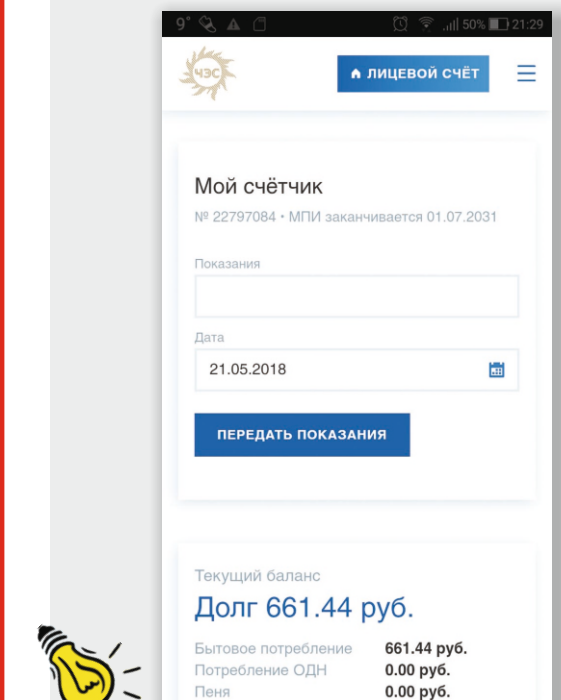 9° 50% 21:29
ЧЭС
ЛИЦЕВОЙ СЧЁТ
Мой счётчик
№ 22797084 • МПИ заканчивается 01.07.2031
Показания
Дата
21.05.2018
ПЕРЕДАТЬ ПОКАЗАНИЯ
Текущий баланс
Долг 661.44 руб.
Бытовое потребление 661.44 руб.
Потребление ОДН 0.00 руб.
Пеня 0.00 руб.